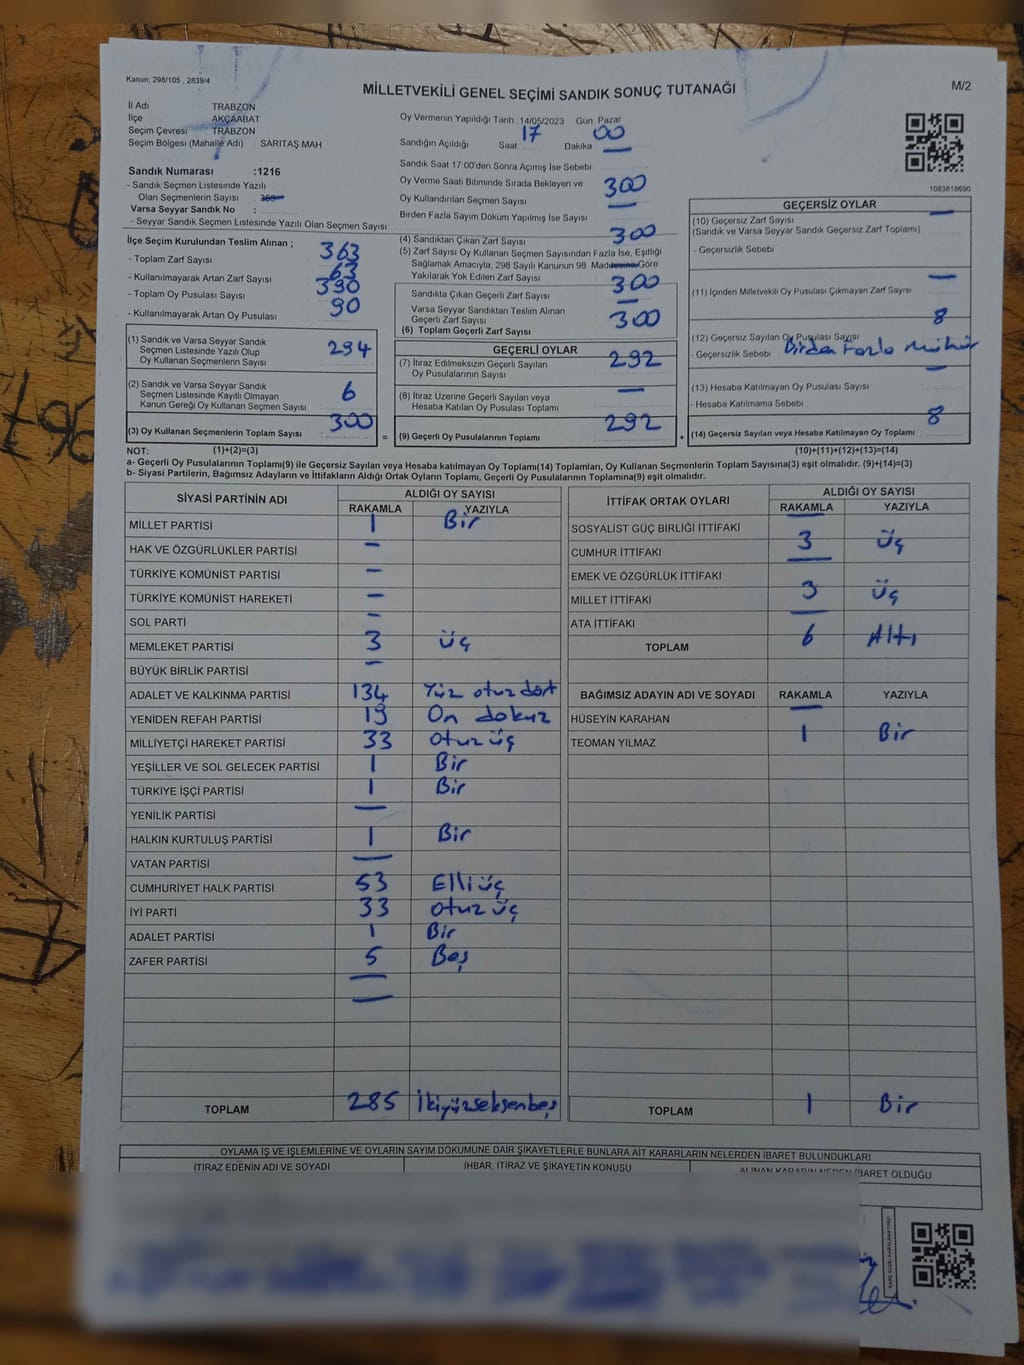 Kanun; 298/105 , 2839/4
MİLLETVEKİLİ GENEL SEÇİMİ SANDIK SONUÇ TUTANAĞI
M/2
İl Adı TRABZON
İlçe AKÇAABAT
Seçim Çevresi TRABZON
Seçim Bölgesi (Mahalle Adı) SARITAŞ MAH
Sandık Numarası :1216
- Sandık Seçmen Listesinde Yazılı
Olan Seçmenlerin Sayısı
Varsa Seyyar Sandık No :
- Seyyar Sandık Seçmen Listesinde Yazılı Olan Seçmen Sayısı
Oy Vermenin Yapıldığı Tarih 14/05/2023 Gün Pazar
Sandığın Açıldığı Saat 17 Dakika 00
Sandık Saat 17:00'den Sonra Açımış İse Sebebi
Oy Verme Saati Bitiminde Sırada Bekleyen ve
Oy Kullandırılan Seçmen Sayısı 300
Birden Fazla Sayım Döküm Yapılmış İse Sayısı —
1083618690
İlçe Seçim Kurulundan Teslim Alınan ;
- Toplam Zarf Sayısı 363
- Kullanılmayarak Artan Zarf Sayısı 63
- Toplam Oy Pusulası Sayısı 390
- Kullanılmayarak Artan Oy Pusulası 90
(1) Sandık ve Varsa Seyyar Sandık
Seçmen Listesinde Yazılı Olup
Oy Kullanan Seçmenlerin Sayısı 294
(2) Sandık ve Varsa Seyyar Sandık
Seçmen Listesinde Kayıtlı Olmayan
Kanun Gereği Oy Kullanan Seçmen Sayısı 6
(3) Oy Kullanan Seçmenlerin Toplam Sayısı 300
(4) Sandıktan Çıkan Zarf Sayısı 300
(5) Zarf Sayısı Oy Kullanan Seçmen Sayısından Fazla İse, Eşitliği
Sağlamak Amacıyla, 298 Sayılı Kanunun 98. Maddesine Göre
Yakılarak Yok Edilen Zarf Sayısı —
Sandıkta Çıkan Geçerli Zarf Sayısı 300
Varsa Seyyar Sandıktan Teslim Alınan
Geçerli Zarf Sayısı —
(6) Toplam Geçerli Zarf Sayısı 300
GEÇERLİ OYLAR
(7) İtiraz Edilmeksizin Geçerli Sayılan
Oy Pusulalarının Sayısı 292
(8) İtiraz Üzerine Geçerli Sayılan veya
Hesaba Katılan Oy Pusulası Toplamı —
= (9) Geçerli Oy Pusulalarının Toplamı 292
GEÇERSİZ OYLAR
(10) Geçersiz Zarf Sayısı —
(Sandık ve Varsa Seyyar Sandık Geçersiz Zarf Toplamı)
- Geçersizlik Sebebi
(11) İçinden Milletvekili Oy Pusulası Çıkmayan Zarf Sayısı —
(12) Geçersiz Sayılan Oy Pusulası Sayısı 8
- Geçersizlik Sebebi Birden Fazla mühür
(13) Hesaba Katılmayan Oy Pusulası Sayısı —
- Hesaba Katılmama Sebebi
+ (14) Geçersiz Sayılan veya Hesaba Katılmayan Oy Toplamı 8
NOT: (1)+(2)=(3) (10)+(11)+(12)+(13)=(14)
a- Geçerli Oy Pusulalarının Toplamı(9) ile Geçersiz Sayılan veya Hesaba katılmayan Oy Toplamı(14) Toplamları, Oy Kullanan Seçmenlerin Toplam Sayısına(3) eşit olmalıdır. (9)+(14)=(3)
b- Siyasi Partilerin, Bağımsız Adayların ve İttifakların Aldığı Ortak Oyların Toplamı, Geçerli Oy Pusulalarının Toplamına(9) eşit olmalıdır.
SİYASİ PARTİNİN ADI ALDIĞI OY SAYISI
RAKAMLA YAZIYLA
MİLLET PARTİSİ 1 Bir
HAK VE ÖZGÜRLÜKLER PARTİSİ —
TÜRKİYE KOMÜNİST PARTİSİ —
TÜRKİYE KOMÜNİST HAREKETİ —
SOL PARTİ —
MEMLEKET PARTİSİ 3 üç
BÜYÜK BİRLİK PARTİSİ —
ADALET VE KALKINMA PARTİSİ 134 Yüz otuz dört
YENİDEN REFAH PARTİSİ 19 On dokuz
MİLLİYETÇİ HAREKET PARTİSİ 33 otuz üç
YEŞİLLER VE SOL GELECEK PARTİSİ 1 Bir
TÜRKİYE İŞÇİ PARTİSİ 1 Bir
YENİLİK PARTİSİ —
HALKIN KURTULUŞ PARTİSİ 1 Bir
VATAN PARTİSİ —
CUMHURİYET HALK PARTİSİ 53 Elli üç
İYİ PARTİ 33 otuz üç
ADALET PARTİSİ 1 Bir
ZAFER PARTİSİ 5 Beş
—
—
TOPLAM 285 İkiyüzseksenbeş
İTTİFAK ORTAK OYLARI ALDIĞI OY SAYISI
RAKAMLA YAZIYLA
SOSYALİST GÜÇ BİRLİĞİ İTTİFAKI —
CUMHUR İTTİFAKI 3 üç
EMEK VE ÖZGÜRLÜK İTTİFAKI —
MİLLET İTTİFAKI 3 üç
ATA İTTİFAKI —
TOPLAM 6 Altı
BAĞIMSIZ ADAYIN ADI VE SOYADI RAKAMLA YAZIYLA
HÜSEYİN KARAHAN —
TEOMAN YILMAZ 1 Bir
TOPLAM 1 Bir
OYLAMA İŞ VE İŞLEMLERİNE VE OYLARIN SAYIM DÖKÜMÜNE DAİR ŞİKAYETLERLE BUNLARA AİT KARARLARIN NELERDEN İBARET BULUNDUKLARI
İTİRAZ EDENİN ADI VE SOYADI İHBAR, İTİRAZ VE ŞİKAYETİN KONUSU ALINAN KARARIN NEDEN İBARET OLDUĞU